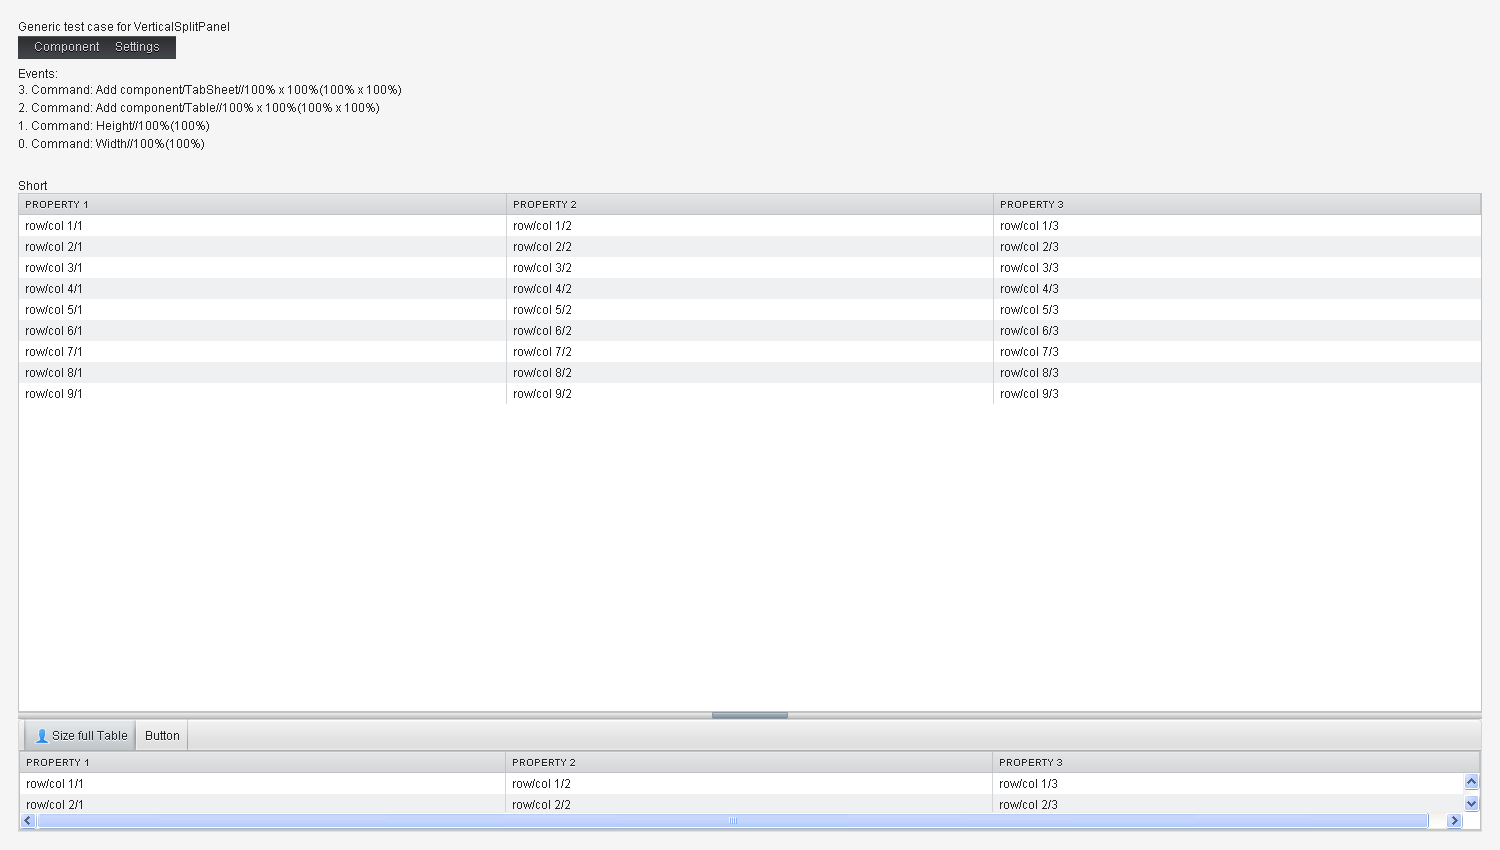 Generic test case for VerticalSplitPanel
Component Settings
Events:
3. Command: Add component/TabSheet//100% x 100%(100% x 100%)
2. Command: Add component/Table//100% x 100%(100% x 100%)
1. Command: Height//100%(100%)
0. Command: Width//100%(100%)
Short
PROPERTY 1 PROPERTY 2 PROPERTY 3
row/col 1/1 row/col 1/2 row/col 1/3
row/col 2/1 row/col 2/2 row/col 2/3
row/col 3/1 row/col 3/2 row/col 3/3
row/col 4/1 row/col 4/2 row/col 4/3
row/col 5/1 row/col 5/2 row/col 5/3
row/col 6/1 row/col 6/2 row/col 6/3
row/col 7/1 row/col 7/2 row/col 7/3
row/col 8/1 row/col 8/2 row/col 8/3
row/col 9/1 row/col 9/2 row/col 9/3
Size full Table Button
PROPERTY 1 PROPERTY 2 PROPERTY 3
row/col 1/1 row/col 1/2 row/col 1/3
row/col 2/1 row/col 2/2 row/col 2/3